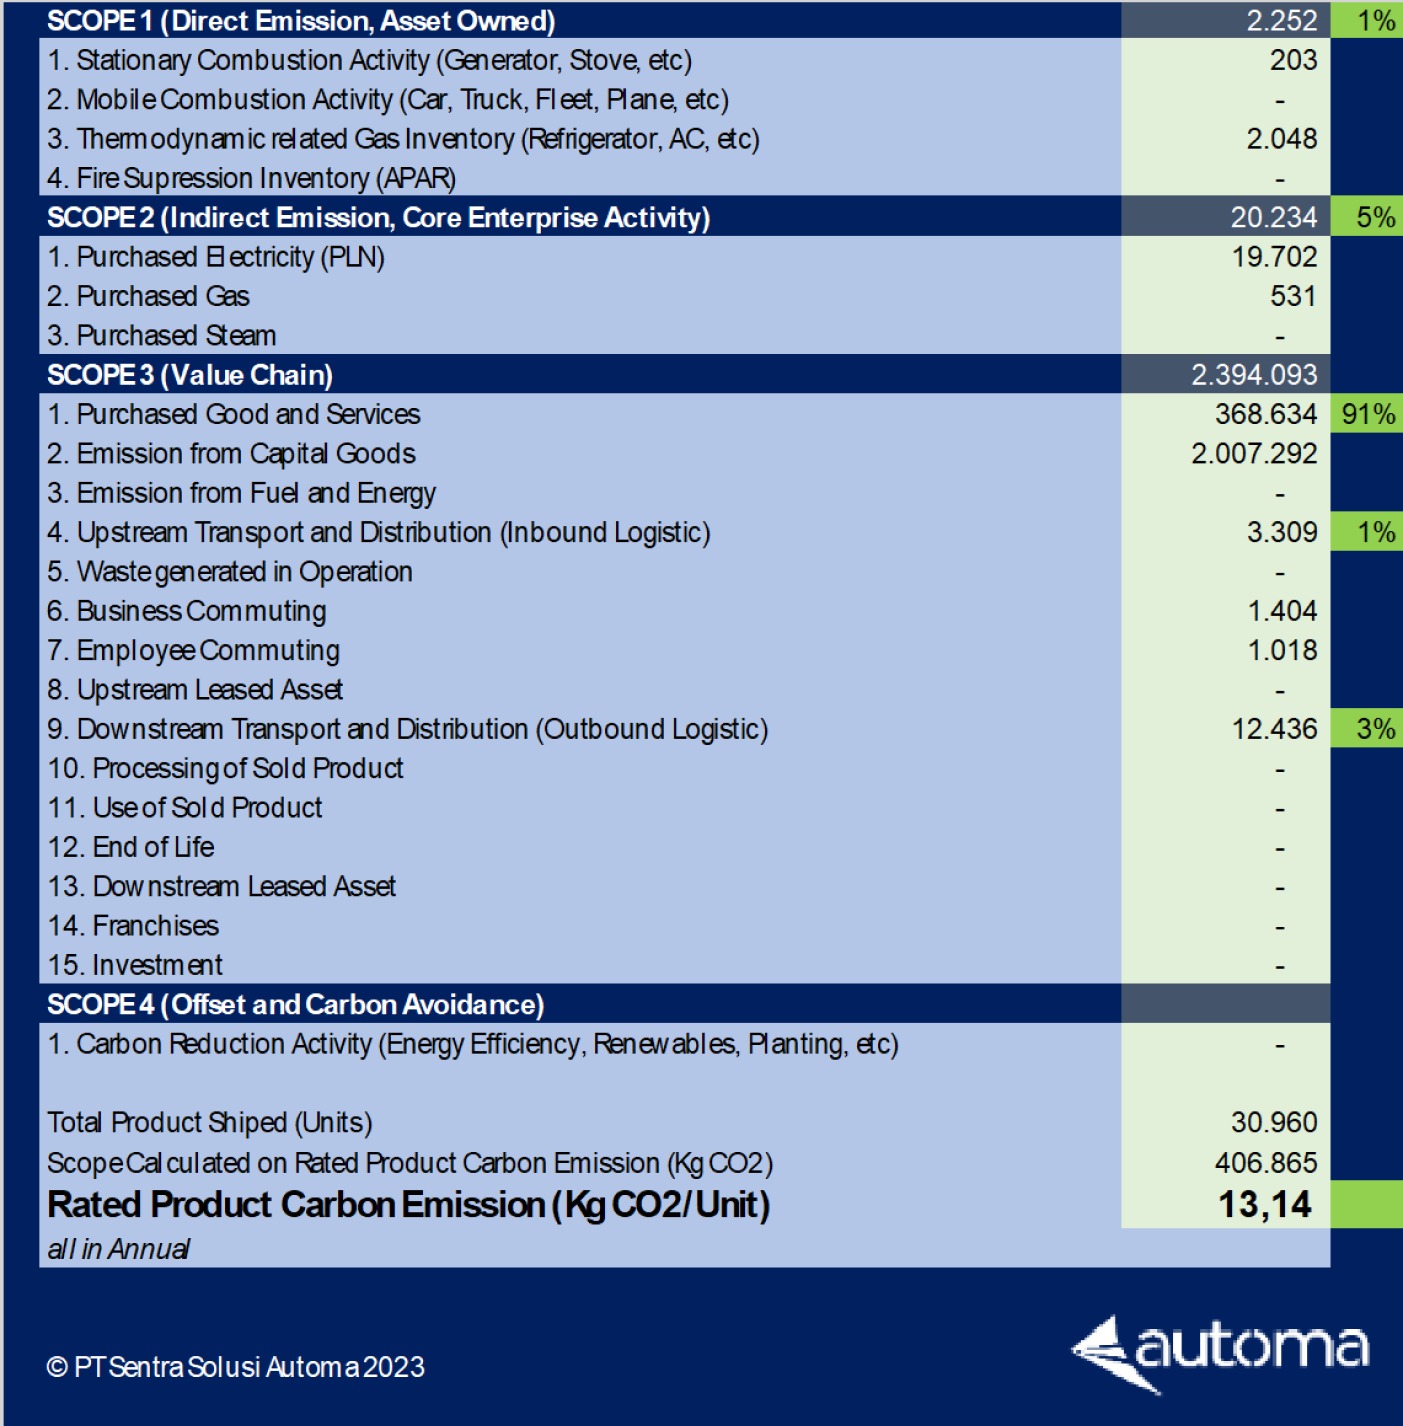 SCOPE 1 (Direct Emission, Asset Owned) 2.252 1%
1. Stationary Combustion Activity (Generator, Stove, etc) 203
2. Mobile Combustion Activity (Car, Truck, Fleet, Plane, etc) -
3. Thermodynamic related Gas Inventory (Refrigerator, AC, etc) 2.048
4. Fire Supression Inventory (APAR) -
SCOPE 2 (Indirect Emission, Core Enterprise Activity) 20.234 5%
1. Purchased Electricity (PLN) 19.702
2. Purchased Gas 531
3. Purchased Steam -
SCOPE 3 (Value Chain) 2.394.093
1. Purchased Good and Services 368.634 91%
2. Emission from Capital Goods 2.007.292
3. Emission from Fuel and Energy -
4. Upstream Transport and Distribution (Inbound Logistic) 3.309 1%
5. Waste generated in Operation -
6. Business Commuting 1.404
7. Employee Commuting 1.018
8. Upstream Leased Asset -
9. Downstream Transport and Distribution (Outbound Logistic) 12.436 3%
10. Processing of Sold Product -
11. Use of Sold Product -
12. End of Life -
13. Downstream Leased Asset -
14. Franchises -
15. Investment -
SCOPE 4 (Offset and Carbon Avoidance)
1. Carbon Reduction Activity (Energy Efficiency, Renewables, Planting, etc) -
Total Product Shiped (Units) 30.960
Scope Calculated on Rated Product Carbon Emission (Kg CO2) 406.865
Rated Product Carbon Emission (Kg CO2/Unit) 13,14
all in Annual
automa
© PT Sentra Solusi Automa 2023